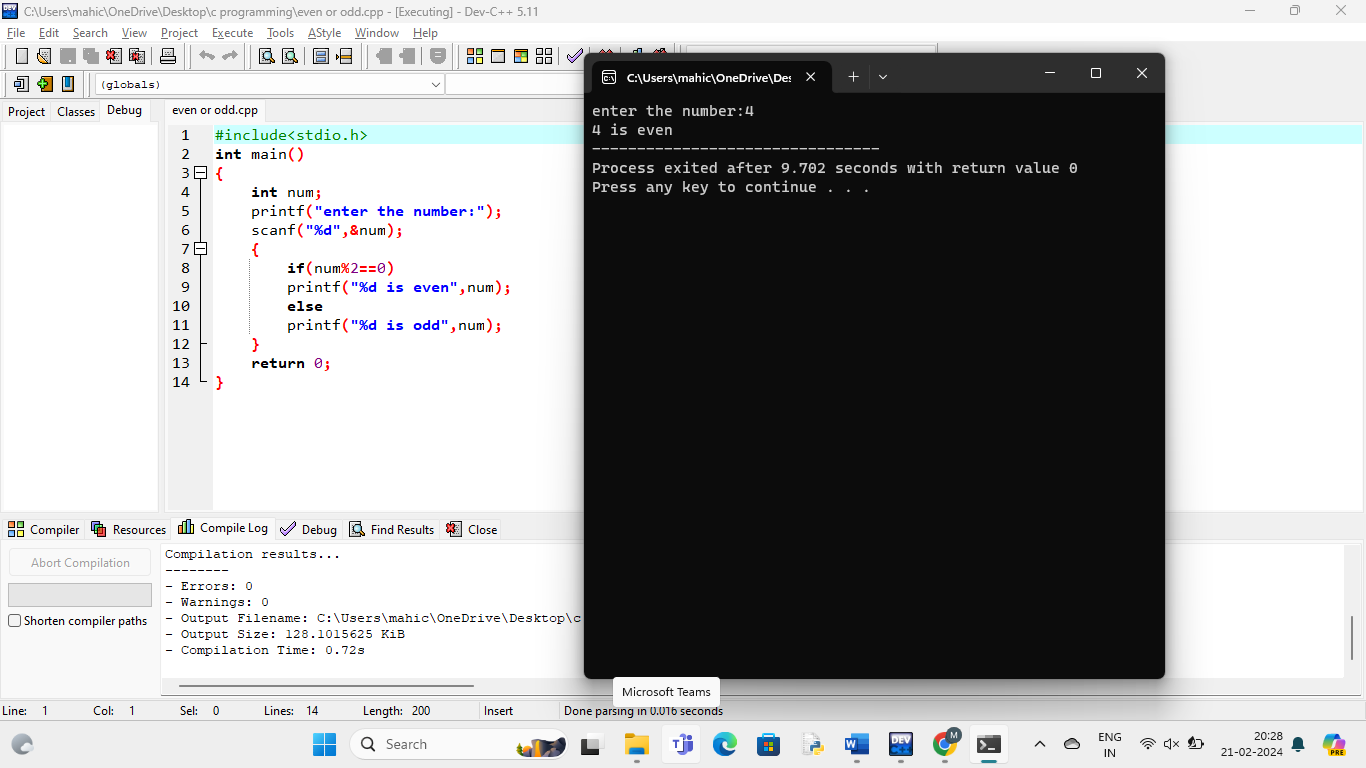 C:\Users\mahic\OneDrive\Desktop\c programming\even or odd.cpp - [Executing] - Dev-C++ 5.11
File Edit Search View Project Execute Tools AStyle Window Help
(globals)
Project Classes Debug
even or odd.cpp
1 #include<stdio.h>
2 int main()
3 {
4 int num;
5 printf("enter the number:");
6 scanf("%d",&num);
7 {
8 if(num%2==0)
9 printf("%d is even",num);
10 else
11 printf("%d is odd",num);
12 }
13 return 0;
14 }
C:\Users\mahic\OneDrive\Des
enter the number:4
4 is even
--------------------------------
Process exited after 9.702 seconds with return value 0
Press any key to continue . . .
Compiler Resources Compile Log Debug Find Results Close
Abort Compilation
Shorten compiler paths
Compilation results...
--------
- Errors: 0
- Warnings: 0
- Output Filename: C:\Users\mahic\OneDrive\Desktop\c
- Output Size: 128.1015625 KiB
- Compilation Time: 0.72s
Microsoft Teams
Line: 1 Col: 1 Sel: 0 Lines: 14 Length: 200 Insert Done parsing in 0.016 seconds
Search
DEV
M
ENG
IN
20:28
21-02-2024
PRE